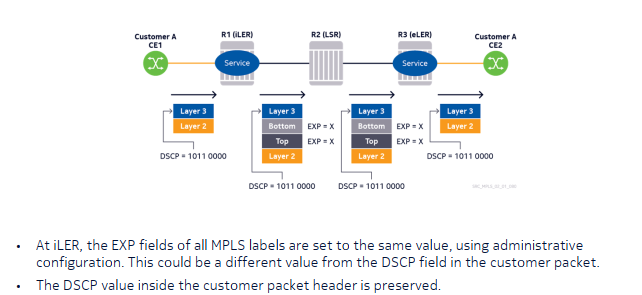 Customer A
CE1
R1 (iLER)
R2 (LSR)
R3 (eLER)
Customer A
CE2
Service
Service
Layer 3
Layer 2
DSCP = 1011 0000
Layer 3
Bottom EXP = X
Top EXP = X
Layer 2
DSCP = 1011 0000
Layer 3
Bottom EXP = X
Top EXP = X
Layer 2
DSCP = 1011 0000
Layer 3
Layer 2
DSCP = 1011 0000
• At iLER, the EXP fields of all MPLS labels are set to the same value, using administrative
configuration. This could be a different value from the DSCP field in the customer packet.
• The DSCP value inside the customer packet header is preserved.